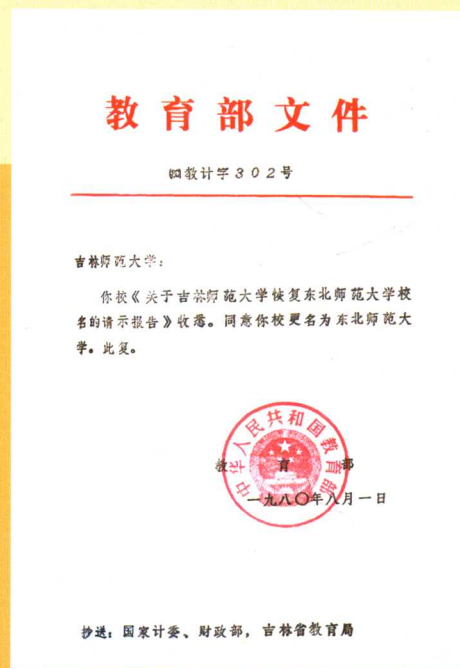 教育部文件
教计字302号
吉林师范大学：
你校《关于吉林师范大学恢复东北师范大学校
名的请示报告》收悉。同意你校更名为东北师范大
学。此复。
中华人民共和国教育部
教育部
一九八〇年八月一日
抄送：国家计委、财政部，吉林省教育局